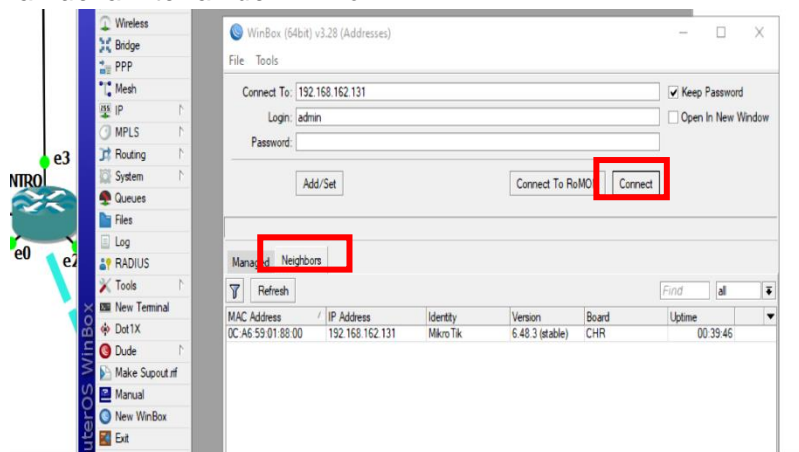 Wireless
Bridge
PPP
Mesh
IP
MPLS
Routing
System
Queues
Files
Log
RADIUS
Tools
New Terminal
Dot1X
Dude
Make Supout.rif
Manual
New WinBox
Exit
uterOS WinBox
e3
NTRO
e0
e2
WinBox (64bit) v3.28 (Addresses)
File Tools
Connect To: 192.168.162.131
Keep Password
Login: admin
Open In New Window
Password:
Add/Set Connect To RoMON Connect
Managed Neighbors
Refresh Find all
MAC Address / IP Address Identity Version Board Uptime
0C:A6:59:01:88:00 192.168.162.131 MikroTik 6.48.3 (stable) CHR 00:39:46